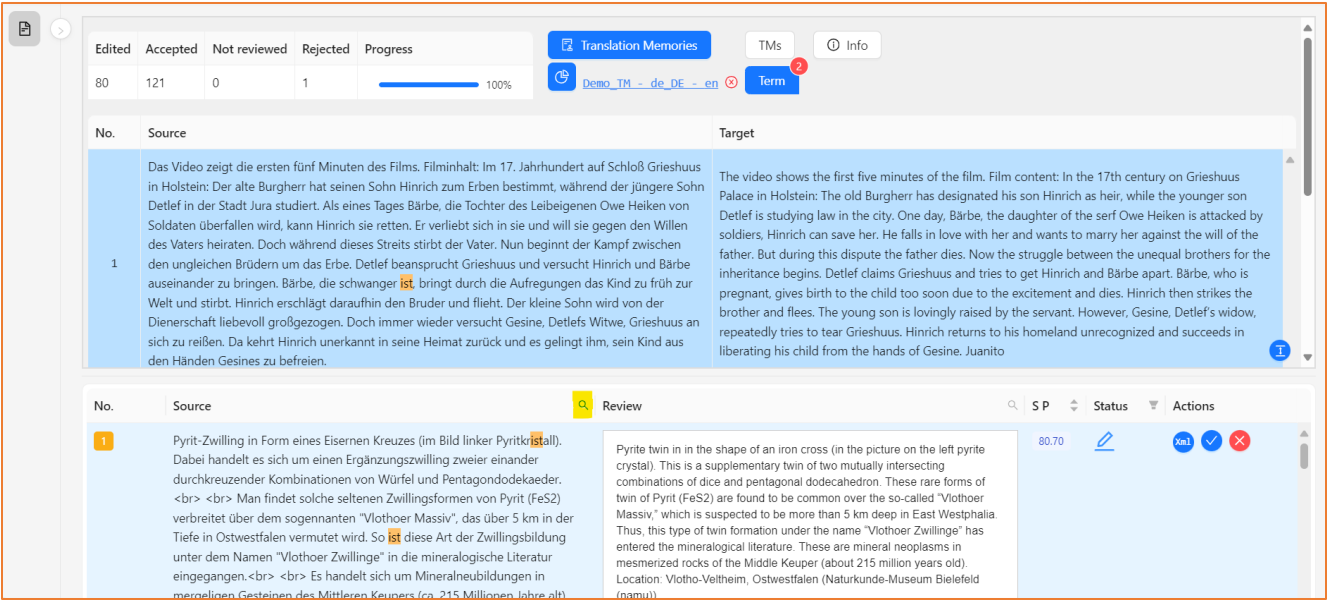 Edited Accepted Not reviewed Rejected Progress
80 121 0 1 100%
Translation Memories TMs Info
Demo_TM - de_DE - en Term 2
No. Source Target
1
Das Video zeigt die ersten fünf Minuten des Films. Filminhalt: Im 17. Jahrhundert auf Schloß Grieshuus
in Holstein: Der alte Burgherr hat seinen Sohn Hinrich zum Erben bestimmt, während der jüngere Sohn
Detlef in der Stadt Jura studiert. Als eines Tages Bärbe, die Tochter des Leibeigenen Owe Heiken von
Soldaten überfallen wird, kann Hinrich sie retten. Er verliebt sich in sie und will sie gegen den Willen
des Vaters heiraten. Doch während dieses Streits stirbt der Vater. Nun beginnt der Kampf zwischen
den ungleichen Brüdern um das Erbe. Detlef beansprucht Grieshuus und versucht Hinrich und Bärbe
auseinander zu bringen. Bärbe, die schwanger ist, bringt durch die Aufregungen das Kind zu früh zur
Welt und stirbt. Hinrich erschlägt daraufhin den Bruder und flieht. Der kleine Sohn wird von der
Dienerschaft liebevoll großgezogen. Doch immer wieder versucht Gesine, Detlefs Witwe, Grieshuus an
sich zu reißen. Da kehrt Hinrich unerkannt in seine Heimat zurück und es gelingt ihm, sein Kind aus
den Händen Gesines zu befreien.
The video shows the first five minutes of the film. Film content: In the 17th century on Grieshuus
Palace in Holstein: The old Burgherr has designated his son Hinrich as heir, while the younger son
Detlef is studying law in the city. One day, Bärbe, the daughter of the serf Owe Heiken is attacked by
soldiers, Hinrich can save her. He falls in love with her and wants to marry her against the will of the
father. But during this dispute the father dies. Now the struggle between the unequal brothers for the
inheritance begins. Detlef claims Grieshuus and tries to get Hinrich and Bärbe apart. Bärbe, who is
pregnant, gives birth to the child too soon due to the excitement and dies. Hinrich then strikes the
brother and flees. The young son is lovingly raised by the servant. However, Gesine, Detlef's widow,
repeatedly tries to tear Grieshuus. Hinrich returns to his homeland unrecognized and succeeds in
liberating his child from the hands of Gesine. Juanito
No. Source Review S P Status Actions
1
Pyrit-Zwilling in Form eines Eisernen Kreuzes (im Bild linker Pyritkristall).
Dabei handelt es sich um einen Ergänzungszwilling zweier einander
durchkreuzender Kombinationen von Würfel und Pentagondodekaeder.
<br> <br> Man findet solche seltenen Zwillingsformen von Pyrit (FeS2)
verbreitet über dem sogennanten "Vlothoer Massiv", das über 5 km in der
Tiefe in Ostwestfalen vermutet wird. So ist diese Art der Zwillingsbildung
unter dem Namen "Vlothoer Zwillinge" in die mineralogische Literatur
eingegangen.<br> <br> Es handelt sich um Mineralneubildungen in
mergeligen Gesteinen des Mittleren Keupers (ca. 215 Millionen Jahre alt).
Pyrite twin in in the shape of an iron cross (in the picture on the left pyrite
crystal). This is a supplementary twin of two mutually intersecting
combinations of dice and pentagonal dodecahedron. These rare forms of
twin of Pyrit (FeS2) are found to be common over the so-called "Vlothoer
Massiv," which is suspected to be more than 5 km deep in East Westphalia.
Thus, this type of twin formation under the name "Vlothoer Zwillinge" has
entered the mineralogical literature. These are mineral neoplasms in
mesmerized rocks of the Middle Keuper (about 215 million years old).
Location: Vlotho-Veltheim, Ostwestfalen (Naturkunde-Museum Bielefeld
(namu))
80.70
Xml